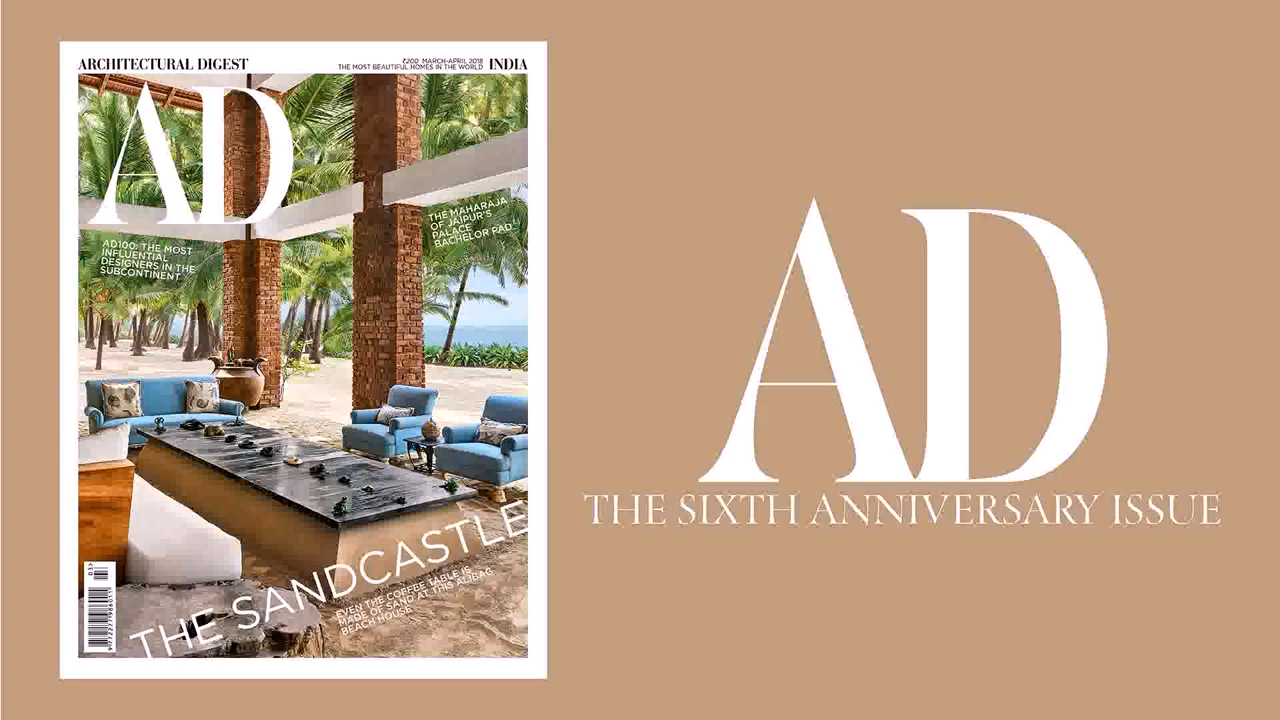 ARCHITECTURAL DIGEST
₹200 MARCH-APRIL 2018
THE MOST BEAUTIFUL HOMES IN THE WORLD INDIA
AD
AD100: THE MOST
INFLUENTIAL
DESIGNERS IN THE
SUBCONTINENT
THE MAHARAJA
OF JAIPUR'S
PALACE
BACHELOR PAD
THE SANDCASTLE
EVEN THE COFFEE TABLE IS
MADE OF SAND AT THIS ALIBAG
BEACH HOUSE
AD
THE SIXTH ANNIVERSARY ISSUE